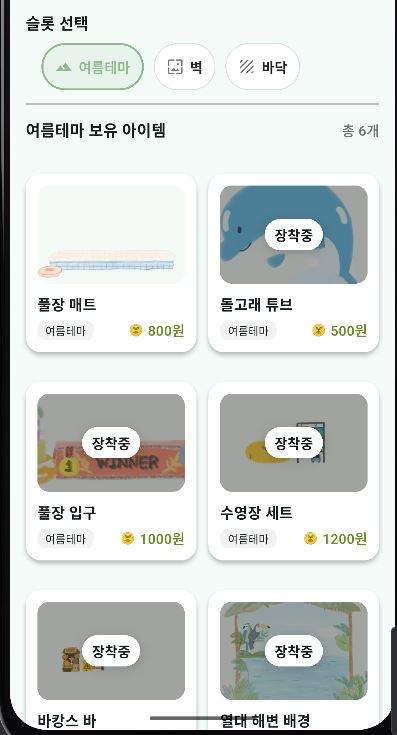 슬롯 선택
여름테마 벽 바닥
여름테마 보유 아이템 총 6개
장착중
풀장 매트 돌고래 튜브
여름테마 800원 여름테마 500원
장착중 장착중
WINNER
풀장 입구 수영장 세트
여름테마 1000원 여름테마 1200원
장착중 장착중
바캉스 바 열대 해변 배경